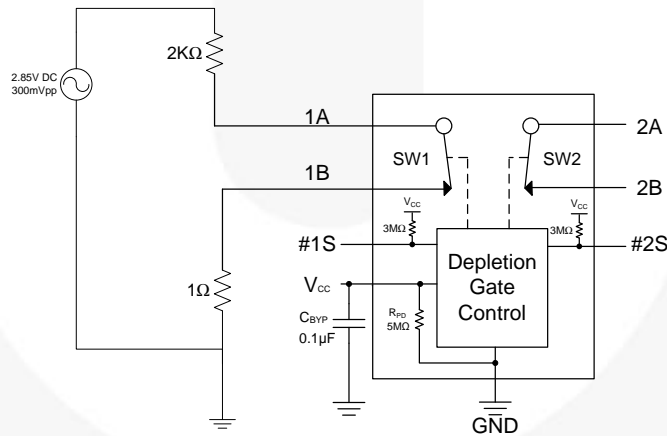 2KΩ
2.85V DC
300mVpp
1A
2A
SW1
SW2
1B
2B
VCC
VCC
#1S
3MΩ
3MΩ
#2S
Depletion
Gate
Control
VCC
CBYP
0.1µF
RPD
5MΩ
1Ω
GND